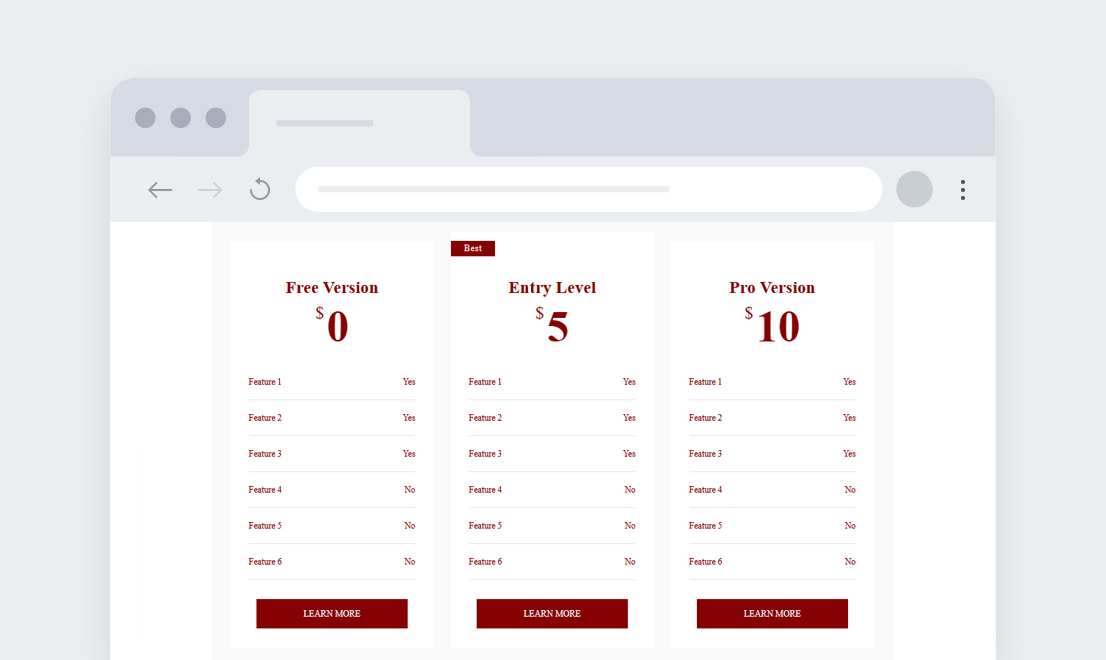 Best
Free Version
$ 0
Feature 1 Yes
Feature 2 Yes
Feature 3 Yes
Feature 4 No
Feature 5 No
Feature 6 No
LEARN MORE
Entry Level
$ 5
Feature 1 Yes
Feature 2 Yes
Feature 3 Yes
Feature 4 No
Feature 5 No
Feature 6 No
LEARN MORE
Pro Version
$ 10
Feature 1 Yes
Feature 2 Yes
Feature 3 Yes
Feature 4 No
Feature 5 No
Feature 6 No
LEARN MORE